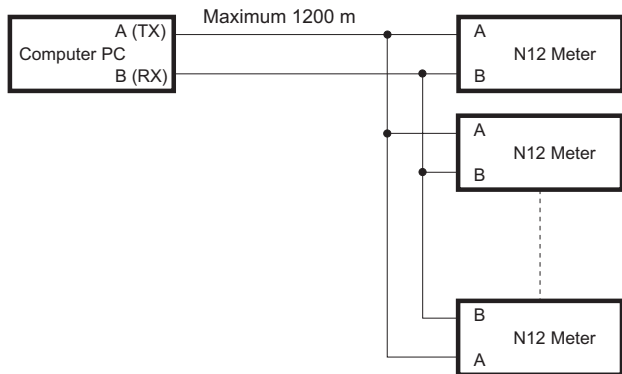 Maximum 1200 m
A (TX)
Computer PC
B (RX)
A
N12 Meter
B
A
N12 Meter
B
B
N12 Meter
A